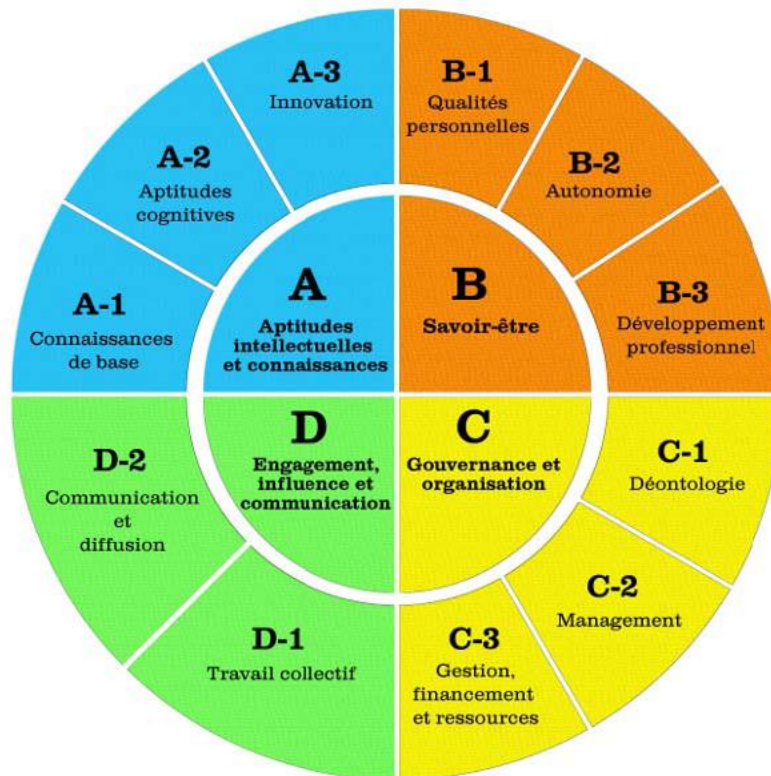 A-1
Connaissances
de base
A-2
Aptitudes
cognitives
A-3
Innovation
B-1
Qualités
personnelles
B-2
Autonomie
B-3
Développement
professionnel
A
Aptitudes
intellectuelles
et connaissances
B
Savoir-être
D
Engagement,
influence et
communication
C
Gouvernance et
organisation
C-1
Déontologie
C-2
Management
C-3
Gestion,
financement
et ressources
D-1
Travail collectif
D-2
Communication
et
diffusion